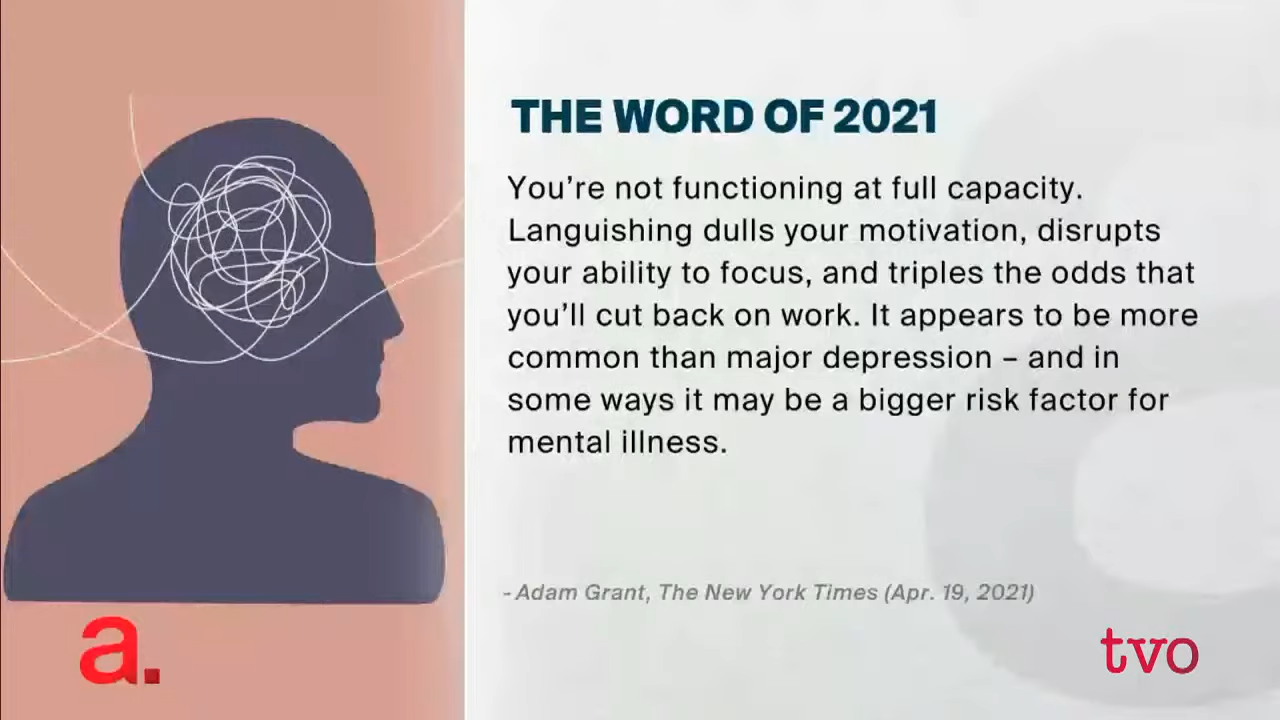 THE WORD OF 2021
You’re not functioning at full capacity.
Languishing dulls your motivation, disrupts
your ability to focus, and triples the odds that
you’ll cut back on work. It appears to be more
common than major depression – and in
some ways it may be a bigger risk factor for
mental illness.
- Adam Grant, The New York Times (Apr. 19, 2021)
a.
tvo